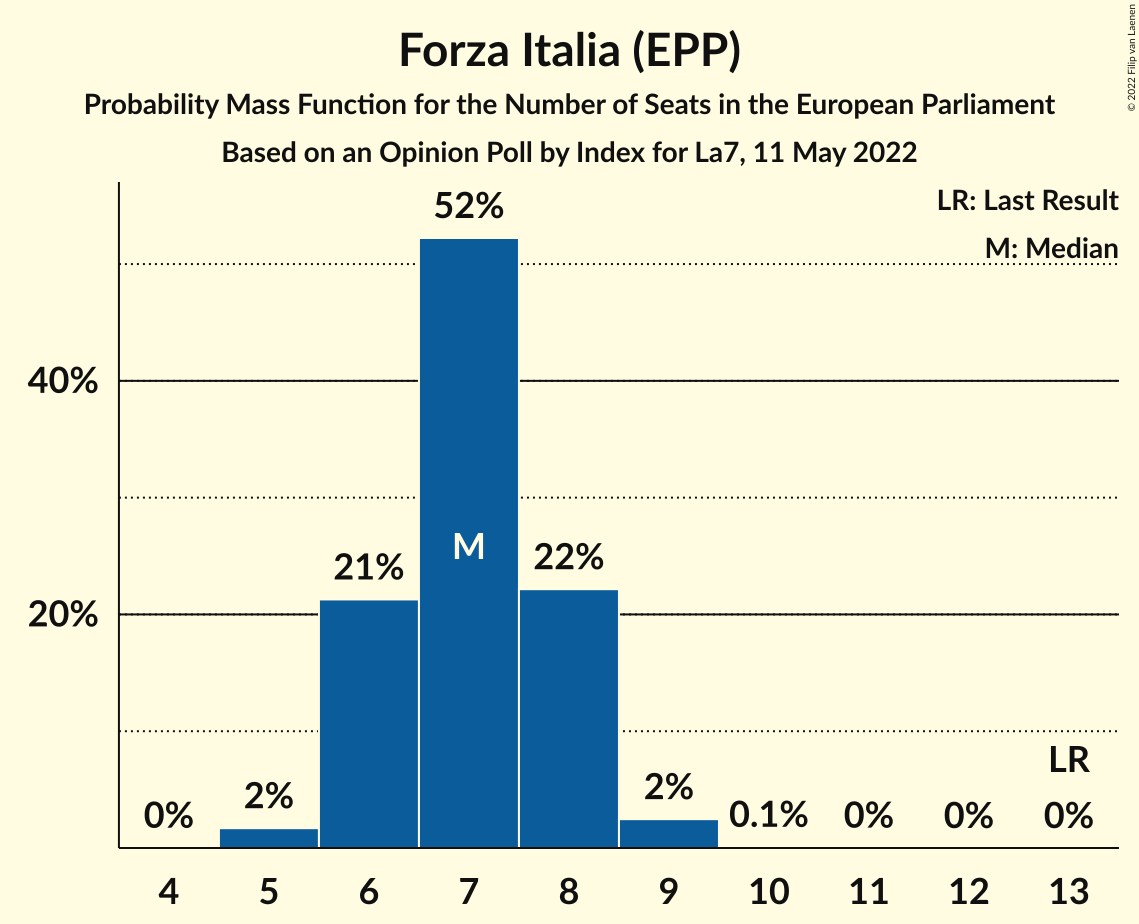 Forza Italia (EPP)
Probability Mass Function for the Number of Seats in the European Parliament
Based on an Opinion Poll by Index for La7, 11 May 2022
© 2022 Filip van Laenen
LR: Last Result
M: Median
52%
40%
M
21%
22%
20%
LR
2%
2%
0%
0.1%
0%
0%
0%
4 5 6 7 8 9 10 11 12 13